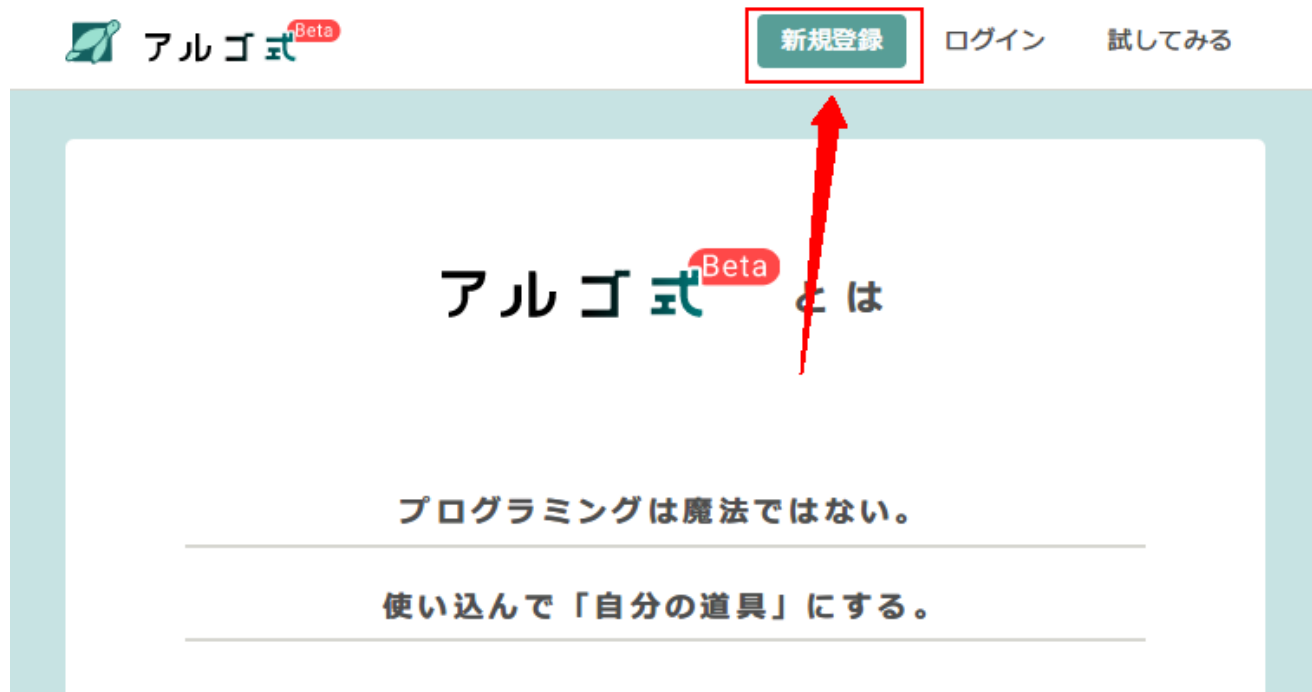 アルゴ式 Beta 新規登録 ログイン 試してみる
アルゴ式 Beta とは
プログラミングは魔法ではない。
使い込んで「自分の道具」にする。